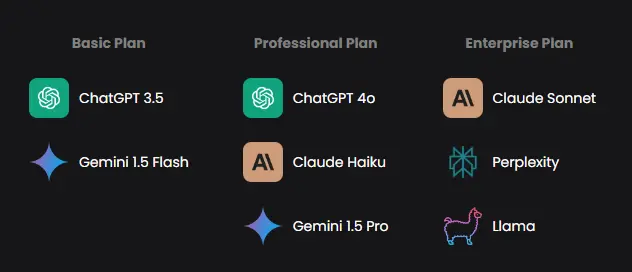 Basic Plan
ChatGPT 3.5
Gemini 1.5 Flash
Professional Plan
ChatGPT 4o
Claude Haiku
Gemini 1.5 Pro
Enterprise Plan
Claude Sonnet
Perplexity
Llama